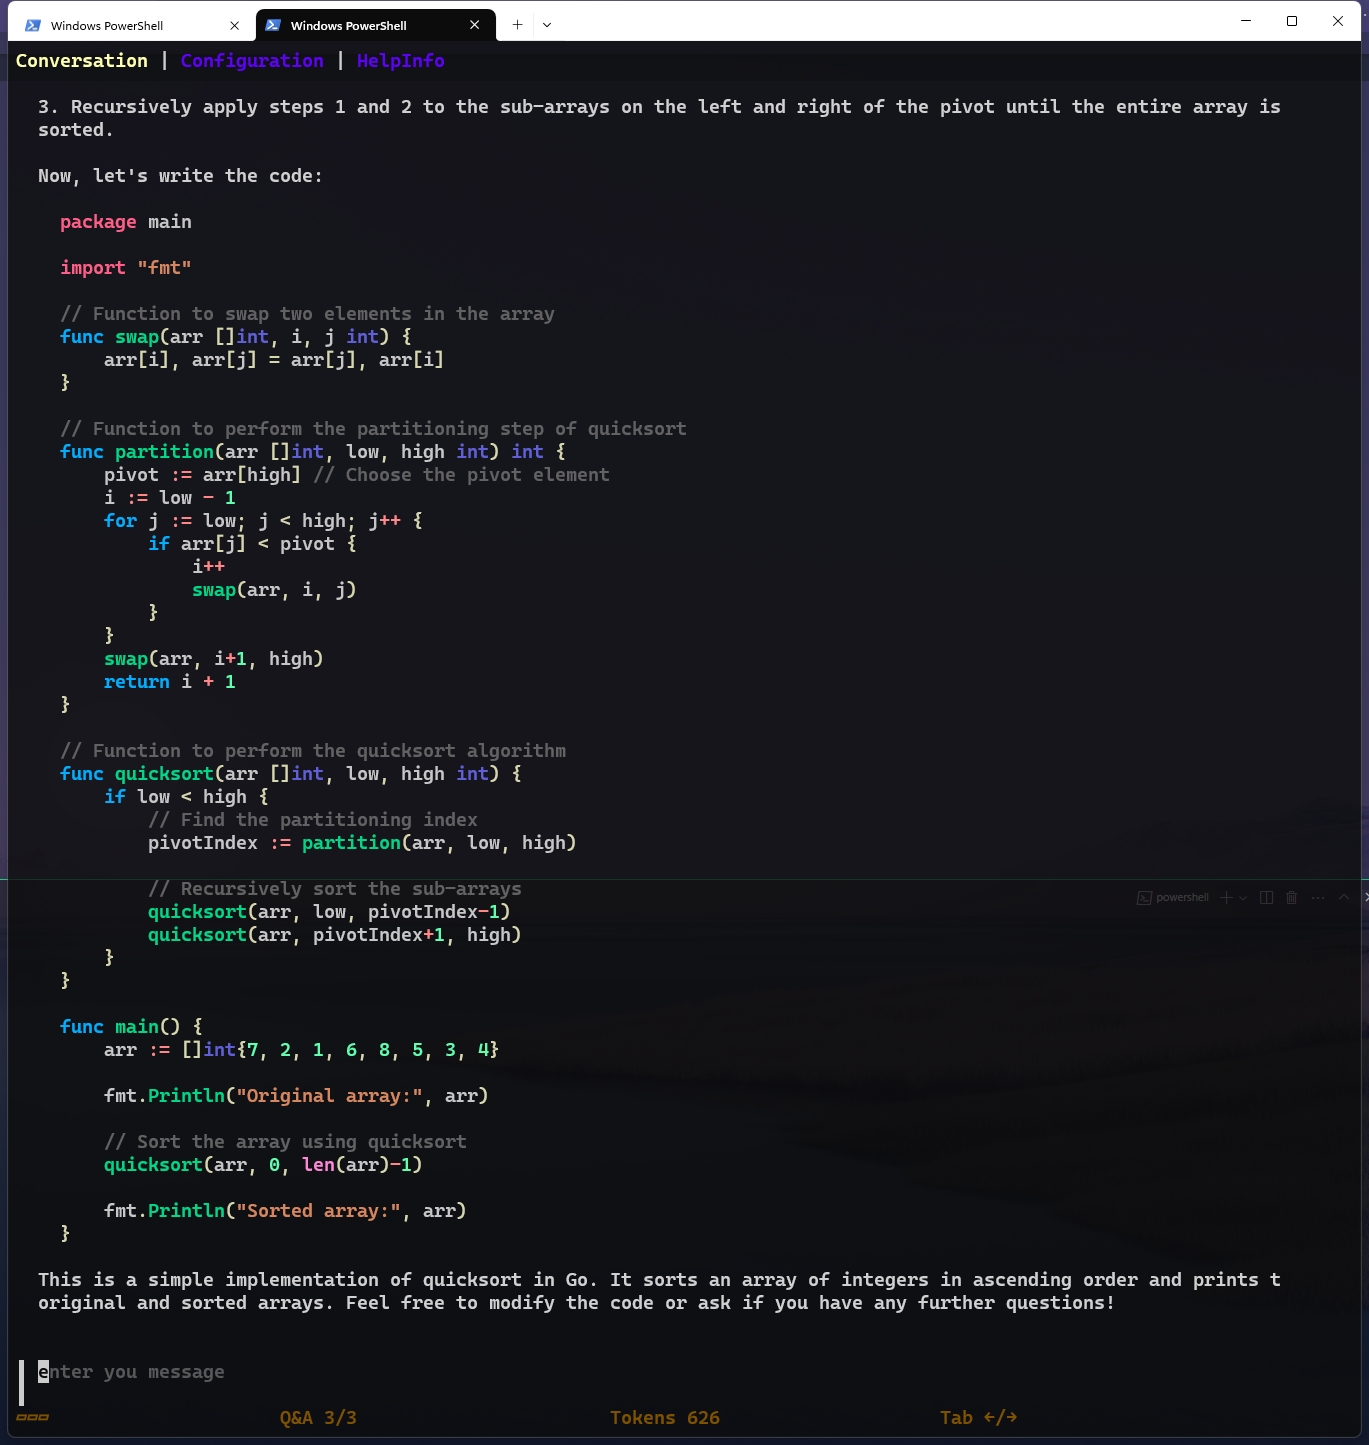 Windows PowerShell Windows PowerShell
Conversation | Configuration | HelpInfo
3. Recursively apply steps 1 and 2 to the sub-arrays on the left and right of the pivot until the entire array is
sorted.
Now, let's write the code:
package main
import "fmt"
// Function to swap two elements in the array
func swap(arr []int, i, j int) {
    arr[i], arr[j] = arr[j], arr[i]
}
// Function to perform the partitioning step of quicksort
func partition(arr []int, low, high int) int {
    pivot := arr[high] // Choose the pivot element
    i := low - 1
    for j := low; j < high; j++ {
        if arr[j] < pivot {
            i++
            swap(arr, i, j)
        }
    }
    swap(arr, i+1, high)
    return i + 1
}
// Function to perform the quicksort algorithm
func quicksort(arr []int, low, high int) {
    if low < high {
        // Find the partitioning index
        pivotIndex := partition(arr, low, high)
        // Recursively sort the sub-arrays
powershell
        quicksort(arr, low, pivotIndex-1)
        quicksort(arr, pivotIndex+1, high)
    }
}
func main() {
    arr := []int{7, 2, 1, 6, 8, 5, 3, 4}
    fmt.Println("Original array:", arr)
    // Sort the array using quicksort
    quicksort(arr, 0, len(arr)-1)
    fmt.Println("Sorted array:", arr)
}
This is a simple implementation of quicksort in Go. It sorts an array of integers in ascending order and prints t
original and sorted arrays. Feel free to modify the code or ask if you have any further questions!
enter you message
Q&A 3/3 Tokens 626 Tab ←/→